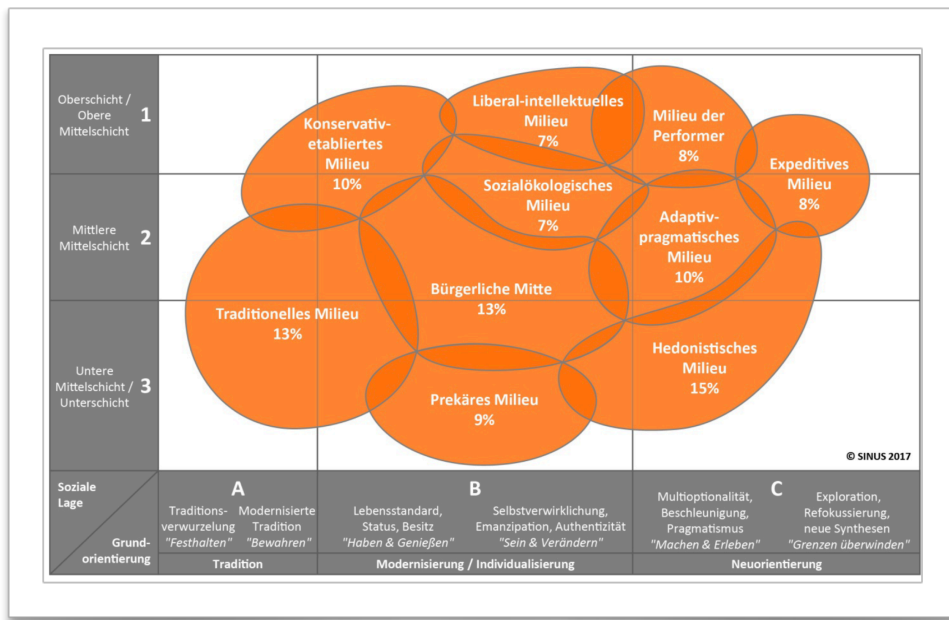 Oberschicht /
Obere
Mittelschicht
1
Konservativ-
etabliertes
Milieu
10%
Liberal-intellektuelles
Milieu
7%
Milieu der
Performer
8%
Expeditives
Milieu
8%
Mittlere
Mittelschicht
2
Sozialökologisches
Milieu
7%
Adaptiv-
pragmatisches
Milieu
10%
Traditionelles Milieu
13%
Bürgerliche Mitte
13%
Untere
Mittelschicht /
Unterschicht
3
Hedonistisches
Milieu
15%
Prekäres Milieu
9%
© SINUS 2017
Soziale
Lage
Grund-
orientierung
A
Traditions-
verwurzelung
"Festhalten"
Modernisierte
Tradition
"Bewahren"
Tradition
B
Lebensstandard,
Status, Besitz
"Haben & Genießen"
Selbstverwirklichung,
Emanzipation, Authentizität
"Sein & Verändern"
Modernisierung / Individualisierung
C
Multioptionalität,
Beschleunigung,
Pragmatismus
"Machen & Erleben"
Exploration,
Refokussierung,
neue Synthesen
"Grenzen überwinden"
Neuorientierung